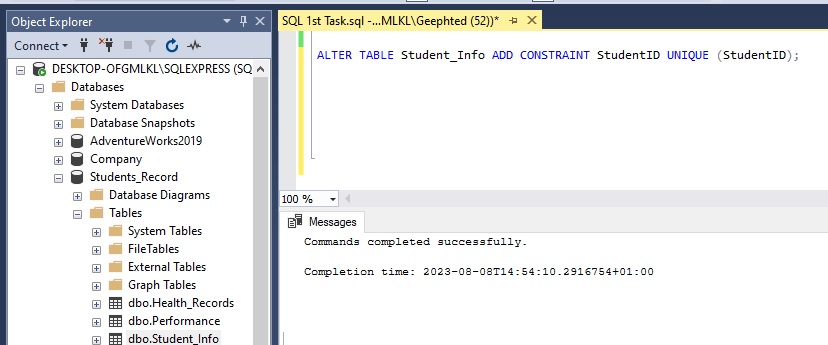 Object Explorer
Connect
DESKTOP-OFGMLKL\SQLEXPRESS (SQ
Databases
System Databases
Database Snapshots
AdventureWorks2019
Company
Students_Record
Database Diagrams
Tables
System Tables
FileTables
External Tables
Graph Tables
dbo.Health_Records
dbo.Performance
dbo.Student_Info
SQL 1st Task.sql -...MLKL\Geephted (52))*
ALTER TABLE Student_Info ADD CONSTRAINT StudentID UNIQUE (StudentID);
100 %
Messages
Commands completed successfully.
Completion time: 2023-08-08T14:54:10.2916754+01:00